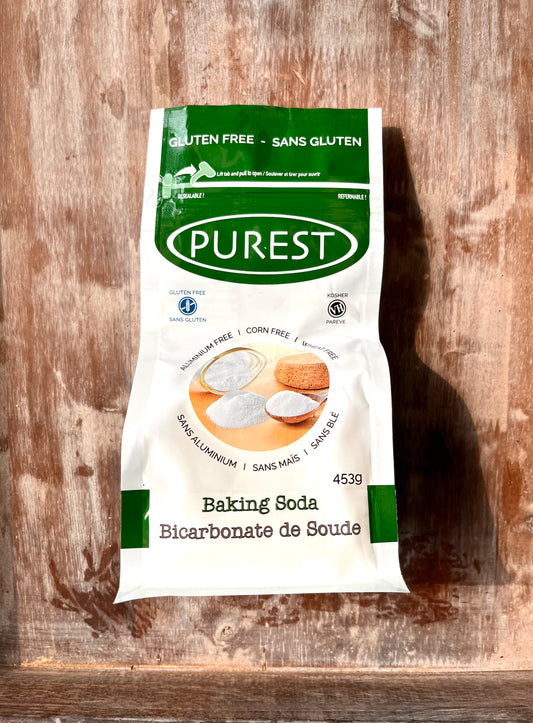 GLUTEN FREE - SANS GLUTEN
Lift tab and pull to open / Soulever et tirer pour ouvrir
RESEALABLE !
REFERMABLE !
PUREST
GLUTEN FREE
SANS GLUTEN
KOSHER
PAREVE
ALUMINIUM FREE | CORN FREE | WHEAT FREE
SANS ALUMINIUM | SANS MAÏS | SANS BLÉ
453g
Baking Soda
Bicarbonate de Soude